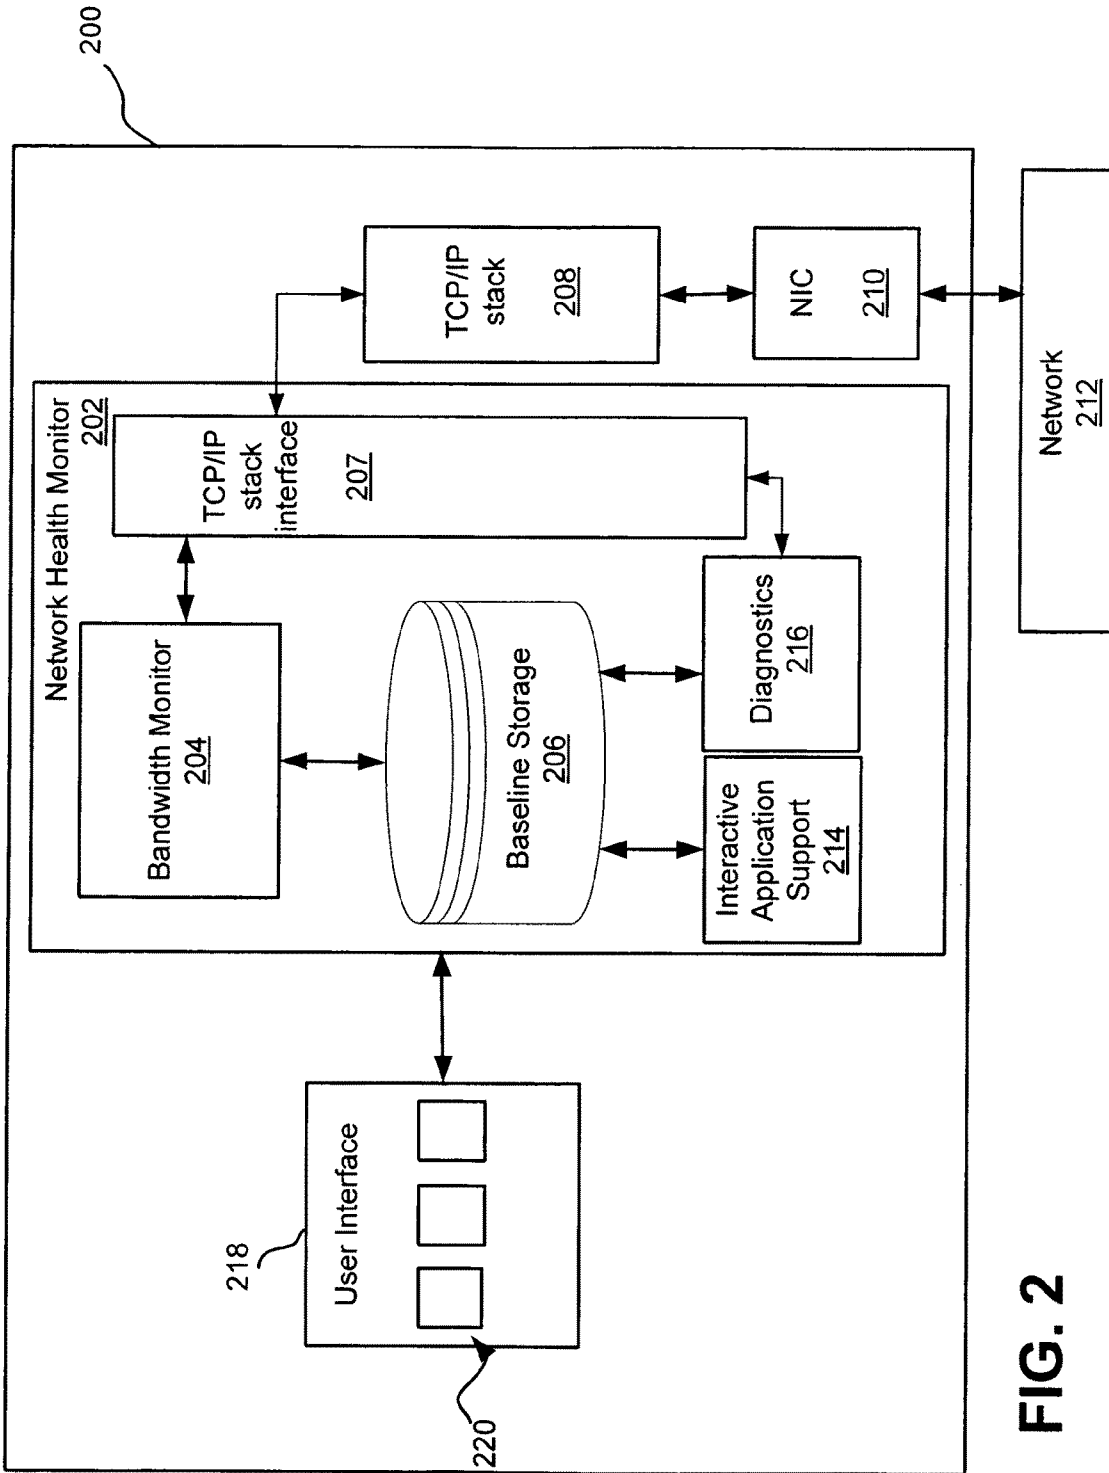 200
Network Health Monitor
202
Bandwidth Monitor
204
TCP/IP
stack
interface
207
TCP/IP
stack
208
NIC
210
Network
212
Baseline Storage
206
Interactive
Application
Support
214
Diagnostics
216
218
User Interface
220
FIG. 2